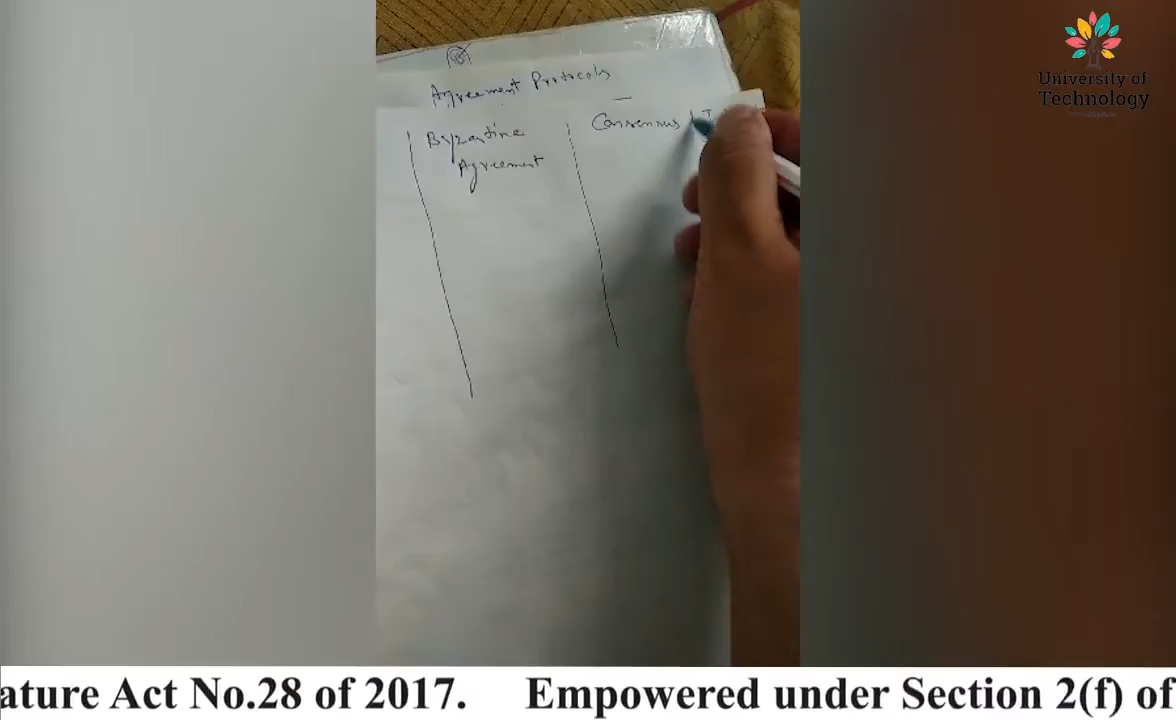 Agreement Protocols
Byzantine
Agreement
Consensus
University of
Technology
ature Act No.28 of 2017. Empowered under Section 2(f) of